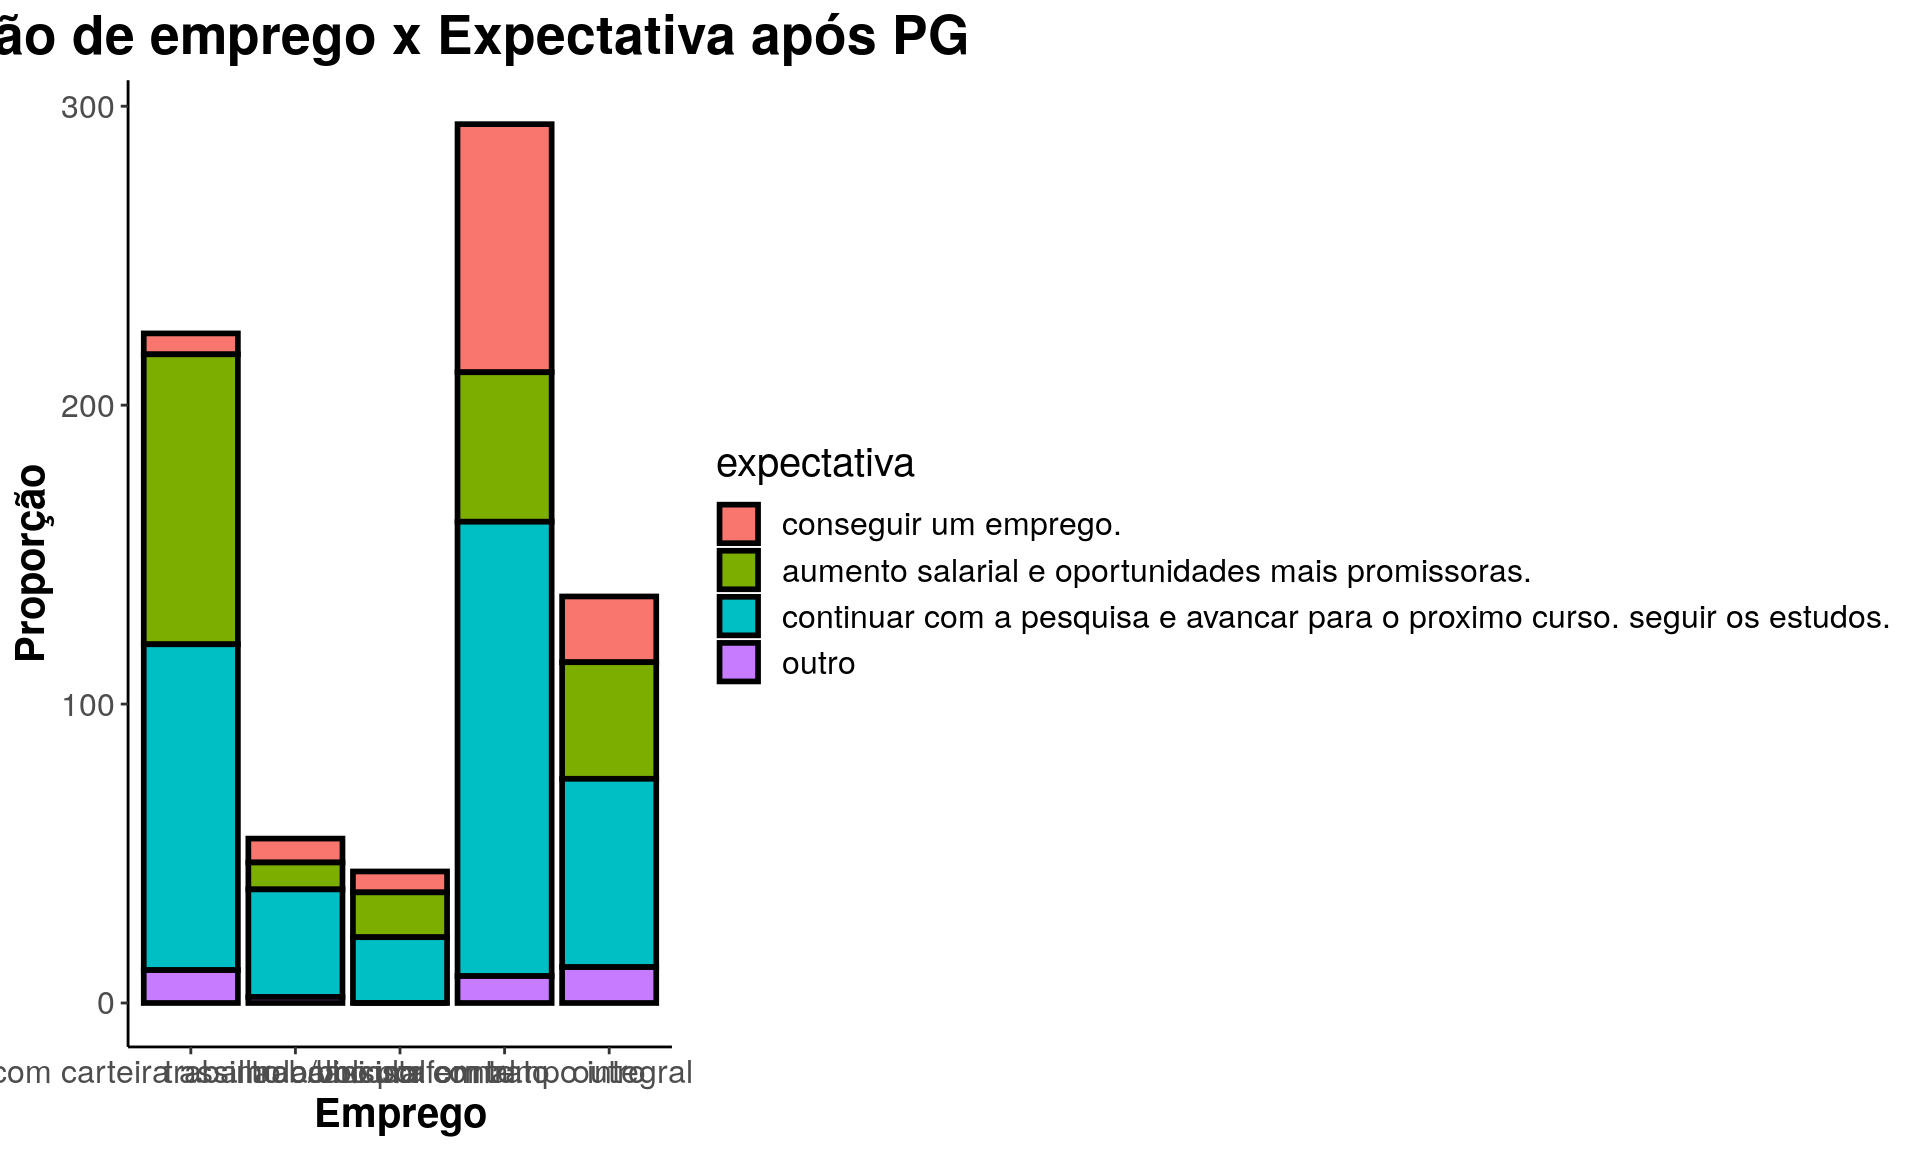 ão de emprego x Expectativa após PG
300
200
100
0
Proporção
com carteira outro
Emprego
expectativa
conseguir um emprego.
aumento salarial e oportunidades mais promissoras.
continuar com a pesquisa e avancar para o proximo curso. seguir os estudos.
outro